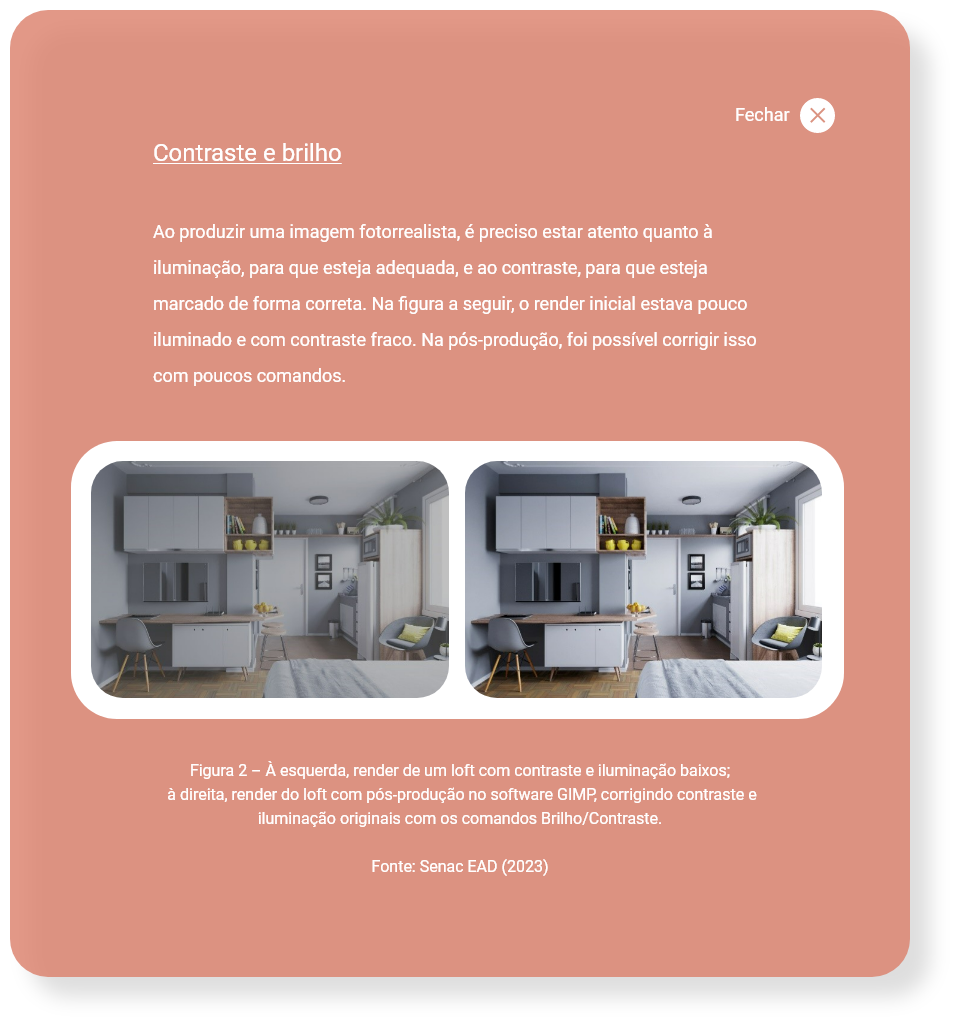 Fechar
Contraste e brilho
Ao produzir uma imagem fotorrealista, é preciso estar atento quanto à
iluminação, para que esteja adequada, e ao contraste, para que esteja
marcado de forma correta. Na figura a seguir, o render inicial estava pouco
iluminado e com contraste fraco. Na pós-produção, foi possível corrigir isso
com poucos comandos.
Figura 2 – À esquerda, render de um loft com contraste e iluminação baixos;
à direita, render do loft com pós-produção no software GIMP, corrigindo contraste e
iluminação originais com os comandos Brilho/Contraste.
Fonte: Senac EAD (2023)